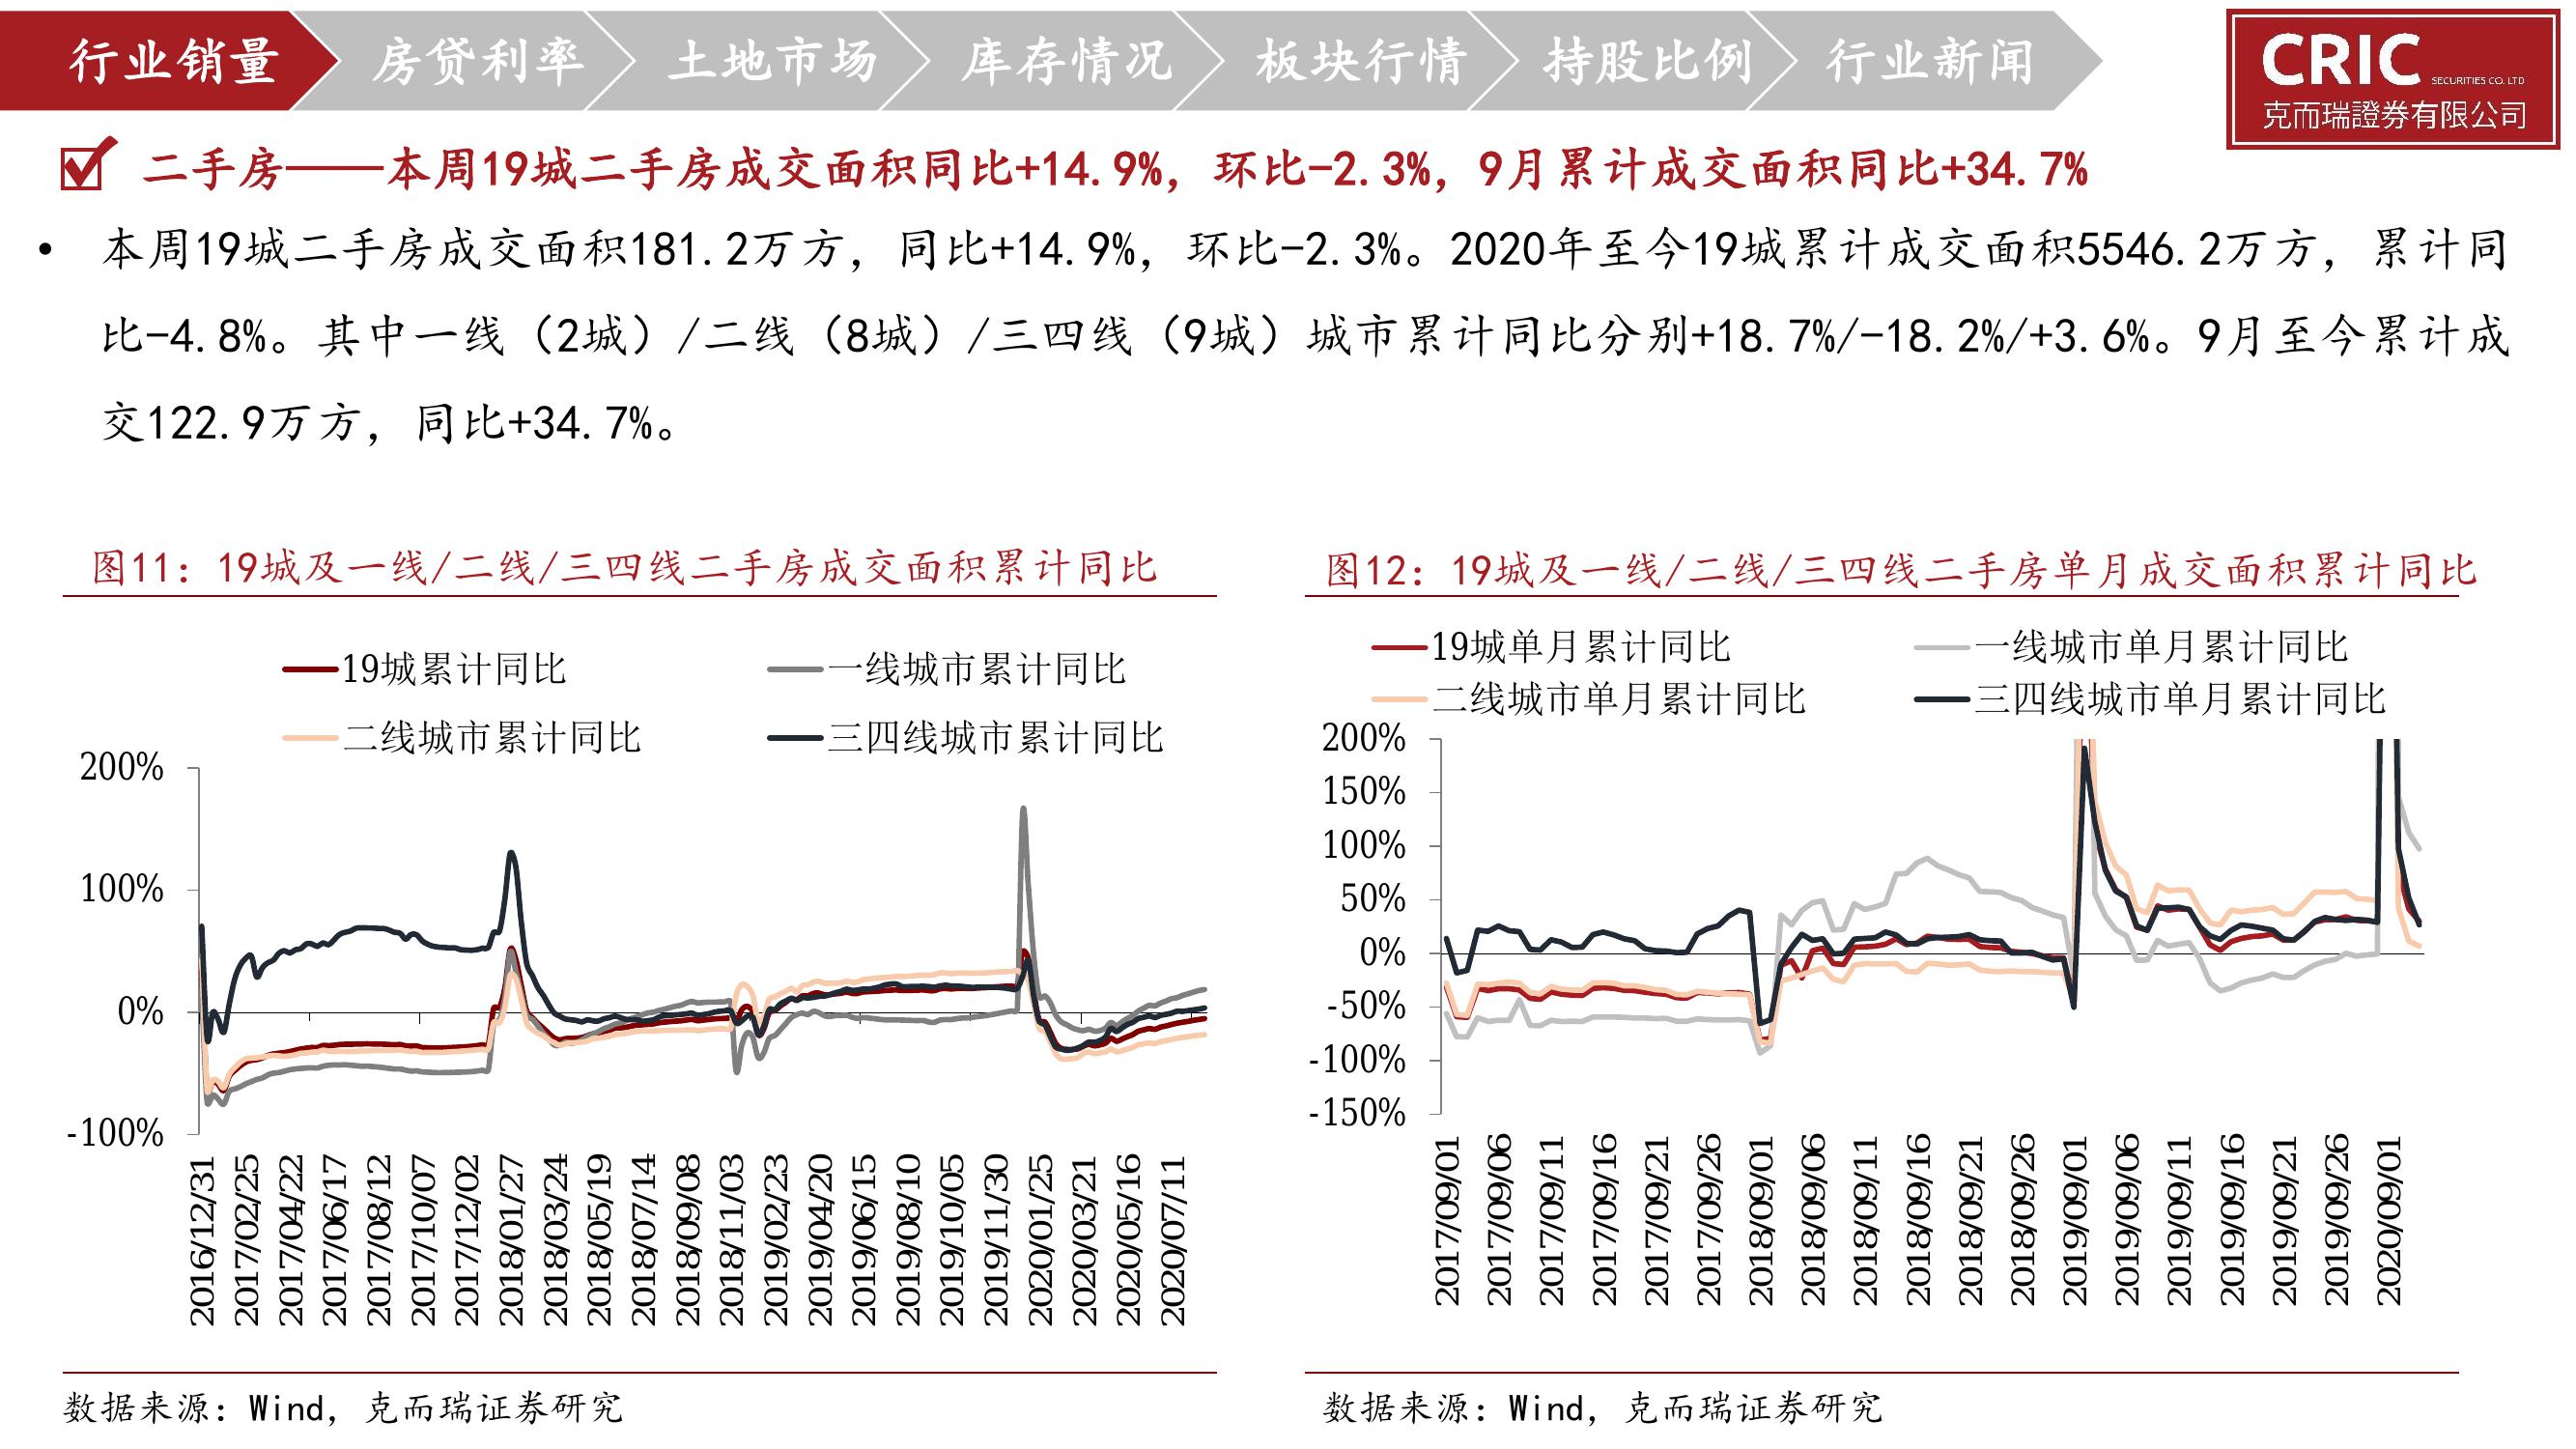 行业销量 房贷利率 土地市场 库存情况 板块行情 持股比例 行业新闻
CRIC SECURITIES CO. LTD
克而瑞證券有限公司
二手房——本周19城二手房成交面积同比+14.9%，环比-2.3%，9月累计成交面积同比+34.7%
• 本周19城二手房成交面积181.2万方，同比+14.9%，环比-2.3%。2020年至今19城累计成交面积5546.2万方，累计同
比-4.8%。其中一线（2城）/二线（8城）/三四线（9城）城市累计同比分别+18.7%/-18.2%/+3.6%。9月至今累计成
交122.9万方，同比+34.7%。
图11：19城及一线/二线/三四线二手房成交面积累计同比
19城累计同比 一线城市累计同比
二线城市累计同比 三四线城市累计同比
200%
100%
0%
-100%
2016/12/31 2017/02/25 2017/04/22 2017/06/17 2017/08/12 2017/10/07 2017/12/02 2018/01/27 2018/03/24 2018/05/19 2018/07/14 2018/09/08 2018/11/03 2019/02/23 2019/04/20 2019/06/15 2019/08/10 2019/10/05 2019/11/30 2020/01/25 2020/03/21 2020/05/16 2020/07/11
数据来源：Wind，克而瑞证券研究
图12：19城及一线/二线/三四线二手房单月成交面积累计同比
19城单月累计同比 一线城市单月累计同比
二线城市单月累计同比 三四线城市单月累计同比
200%
150%
100%
50%
0%
-50%
-100%
-150%
2017/09/01 2017/09/06 2017/09/11 2017/09/16 2017/09/21 2017/09/26 2018/09/01 2018/09/06 2018/09/11 2018/09/16 2018/09/21 2018/09/26 2019/09/01 2019/09/06 2019/09/11 2019/09/16 2019/09/21 2019/09/26 2020/09/01
数据来源：Wind，克而瑞证券研究